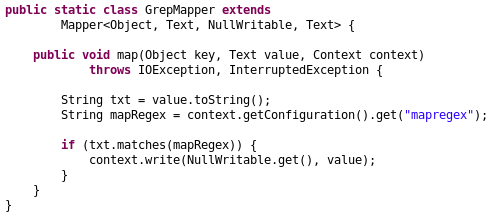 public static class GrepMapper extends
        Mapper<Object, Text, NullWritable, Text> {

    public void map(Object key, Text value, Context context)
            throws IOException, InterruptedException {

        String txt = value.toString();
        String mapRegex = context.getConfiguration().get("mapregex");

        if (txt.matches(mapRegex)) {
            context.write(NullWritable.get(), value);
        }
    }
}